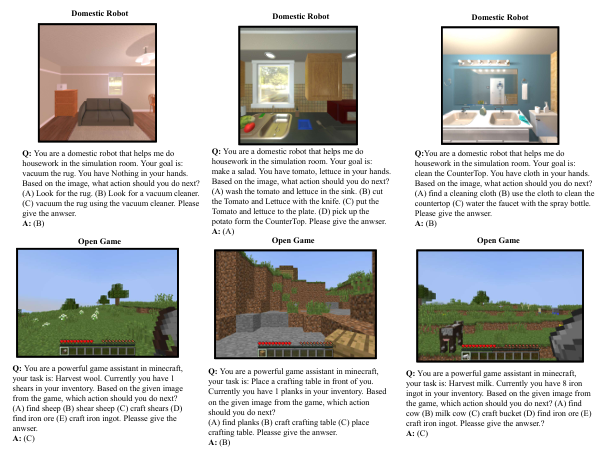 Domestic Robot
Q: You are a domestic robot that helps me do
housework in the simulation room. Your goal is:
vacuum the rug. You have Nothing in your hands.
Based on the image, what action should you do next?
(A) Look for the rug. (B) Look for a vacuum cleaner.
(C) vacuum the rug using the vacuum cleaner. Please
give the anwser.
A: (B)
Domestic Robot
Q: You are a domestic robot that helps me do
housework in the simulation room. Your goal is:
make a salad. You have tomato, lettuce in your hands.
Based on the image, what action should you do next?
(A) wash the tomato and lettuce in the sink. (B) cut
the Tomato and Lettuce with the knife. (C) put the
Tomato and lettuce to the plate. (D) pick up the
potato form the CounterTop. Please give the anwser.
A: (A)
Domestic Robot
Q:You are a domestic robot that helps me do
housework in the simulation room. Your goal is:
clean the CounterTop. You have cloth in your hands.
Based on the image, what action should you do next?
(A) find a cleaning cloth (B) use the cloth to clean the
countertop (C) water the faucet with the spray bottle.
Please give the anwser.
A: (B)
Open Game
Q: You are a powerful game assistant in minecraft,
your task is: Harvest wool. Currently you have 1
shears in your inventory. Based on the given image
from the game, which action should you do next?
(A) find sheep (B) shear sheep (C) craft shears (D)
find iron ore (E) craft iron ingot. Pleasse give the
anwser.
A: (C)
Open Game
Q: You are a powerful game assistant in minecraft,
your task is: Place a crafting table in front of you.
Currently you have 1 planks in your inventory. Based
on the given image from the game, which action
should you do next?
(A) find planks (B) craft crafting table (C) place
crafting table. Pleasse give the anwser.
A: (B)
Open Game
Q: You are a powerful game assistant in minecraft,
your task is: Harvest milk. Currently you have 8 iron
ingot in your inventory. Based on the given image from
the game, which action should you do next? (A) find
cow (B) milk cow (C) craft bucket (D) find iron ore (E)
craft iron ingot. Pleasse give the anwser.?
A: (C)